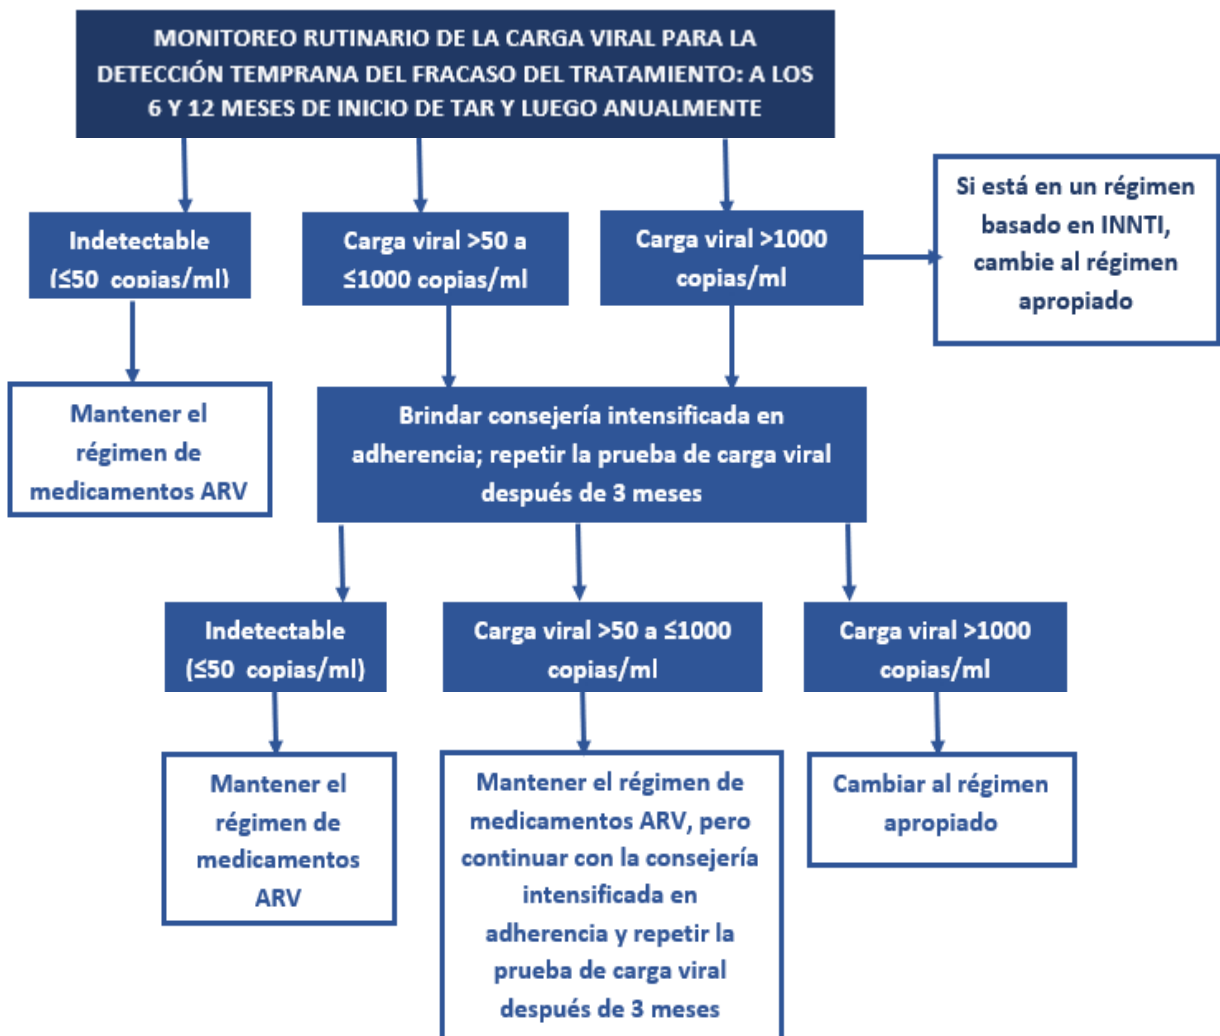 MONITOREO RUTINARIO DE LA CARGA VIRAL PARA LA
DETECCIÓN TEMPRANA DEL FRACASO DEL TRATAMIENTO: A LOS
6 Y 12 MESES DE INICIO DE TAR Y LUEGO ANUALMENTE
Indetectable
(≤50 copias/ml)
Carga viral >50 a
≤1000 copias/ml
Carga viral >1000
copias/ml
Si está en un régimen
basado en INNTI,
cambie al régimen
apropiado
Mantener el
régimen de
medicamentos ARV
Brindar consejería intensificada en
adherencia; repetir la prueba de carga viral
después de 3 meses
Indetectable
(≤50 copias/ml)
Carga viral >50 a ≤1000
copias/ml
Carga viral >1000
copias/ml
Mantener el
régimen de
medicamentos
ARV
Mantener el régimen de
medicamentos ARV, pero
continuar con la consejería
intensificada en
adherencia y repetir la
prueba de carga viral
después de 3 meses
Cambiar al régimen
apropiado